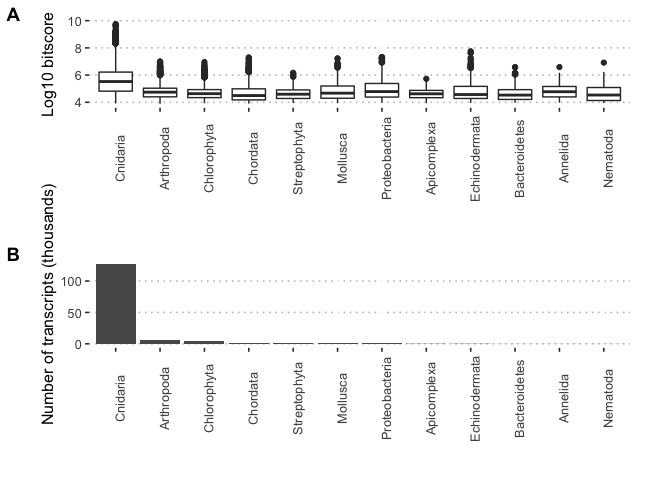 A
Log10 bitscore
10
8
6
4
Cnidaria
Arthropoda
Chlorophyta
Chordata
Streptophyta
Mollusca
Proteobacteria
Apicomplexa
Echinodermata
Bacteroidetes
Annelida
Nematoda
B
Number of transcripts (thousands)
100
50
0
Cnidaria
Arthropoda
Chlorophyta
Chordata
Streptophyta
Mollusca
Proteobacteria
Apicomplexa
Echinodermata
Bacteroidetes
Annelida
Nematoda